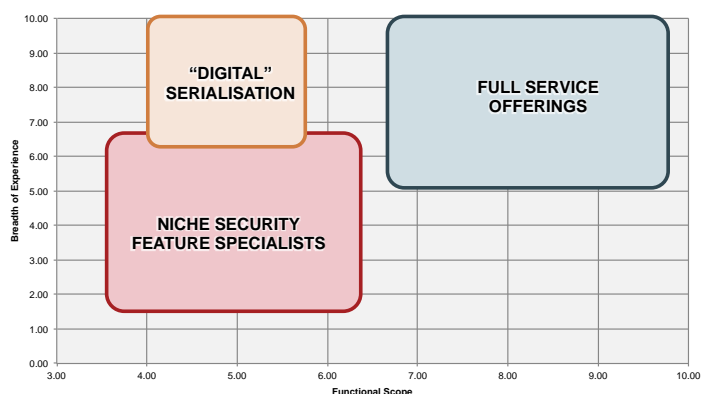 10.00
9.00
8.00
7.00
6.00
5.00
4.00
3.00
2.00
1.00
0.00
Breadth of Experience
“DIGITAL”
SERIALISATION
FULL SERVICE
OFFERINGS
NICHE SECURITY
FEATURE SPECIALISTS
3.00 4.00 5.00 6.00 7.00 8.00 9.00 10.00
Functional Scope